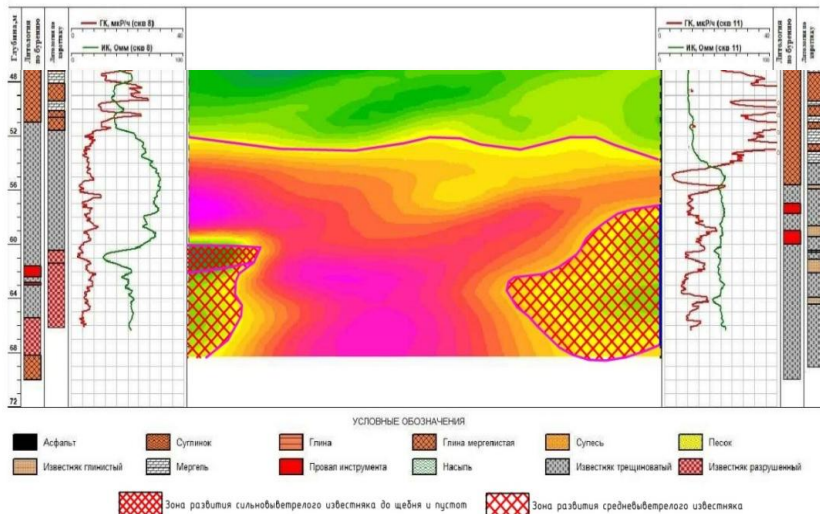 Глубина,м
Литология по бурению
Литология по каротажу
ГК, мкР/ч (скв 8)
ИК, Омм (скв 8)
ГК, мкР/ч (скв 11)
ИК, Омм (скв 11)
Литология по бурению
Литология по каротажу
48
52
56
60
64
68
72
УСЛОВНЫЕ ОБОЗНАЧЕНИЯ
Асфальт Суглинок Глина Глина мергелистая Супесь Песок
Известняк глинистый Мергель Провал инструмента Насыпь Известняк трещиноватый Известняк разрушенный
Зона развития сильновыветрелого известняка до щебня и пустот Зона развития средневыветрелого известняка